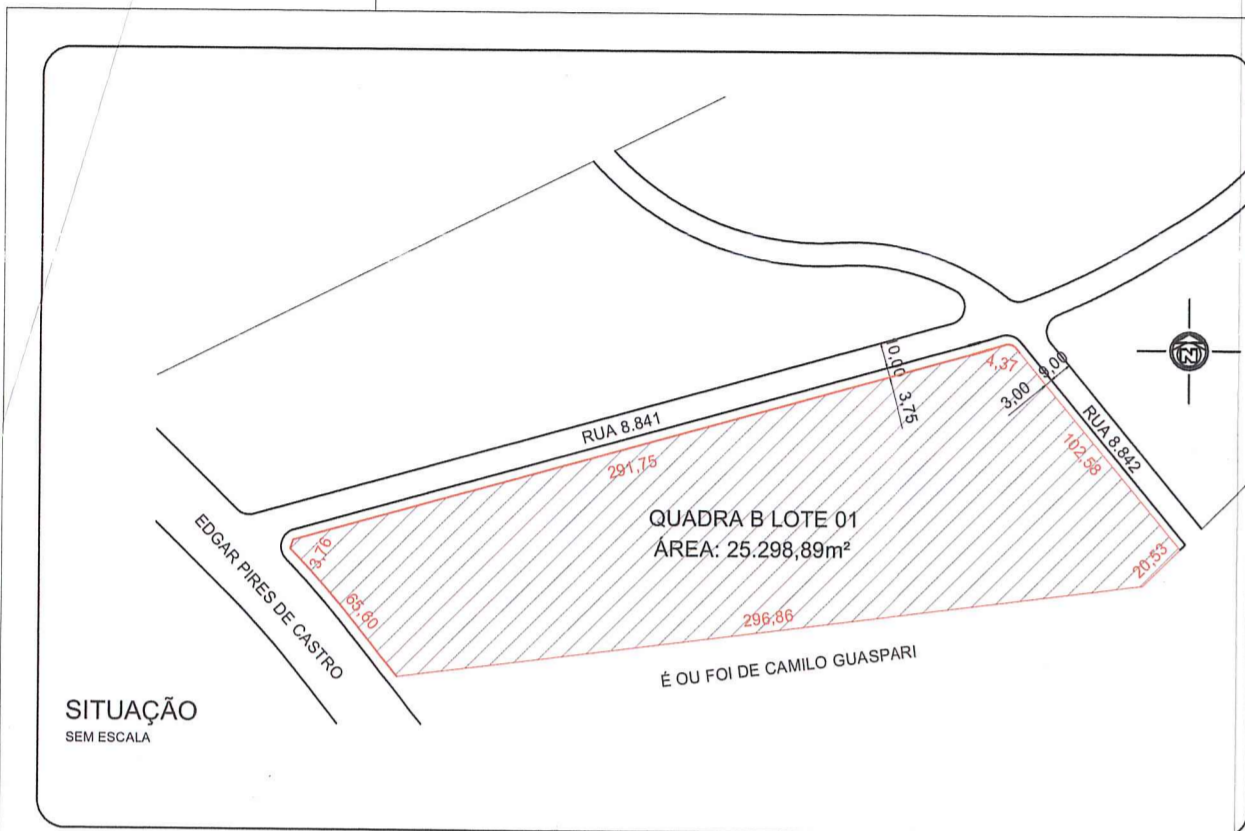 RUA 8.841
291,75
10,00
3,75
4,37
3,00
9,00
RUA 8.842
102,58
20,53
QUADRA B LOTE 01
ÁREA: 25.298,89m²
3,76
65,60
EDGAR PIRES DE CASTRO
296,86
É OU FOI DE CAMILO GUASPARI
N
SITUAÇÃO
SEM ESCALA